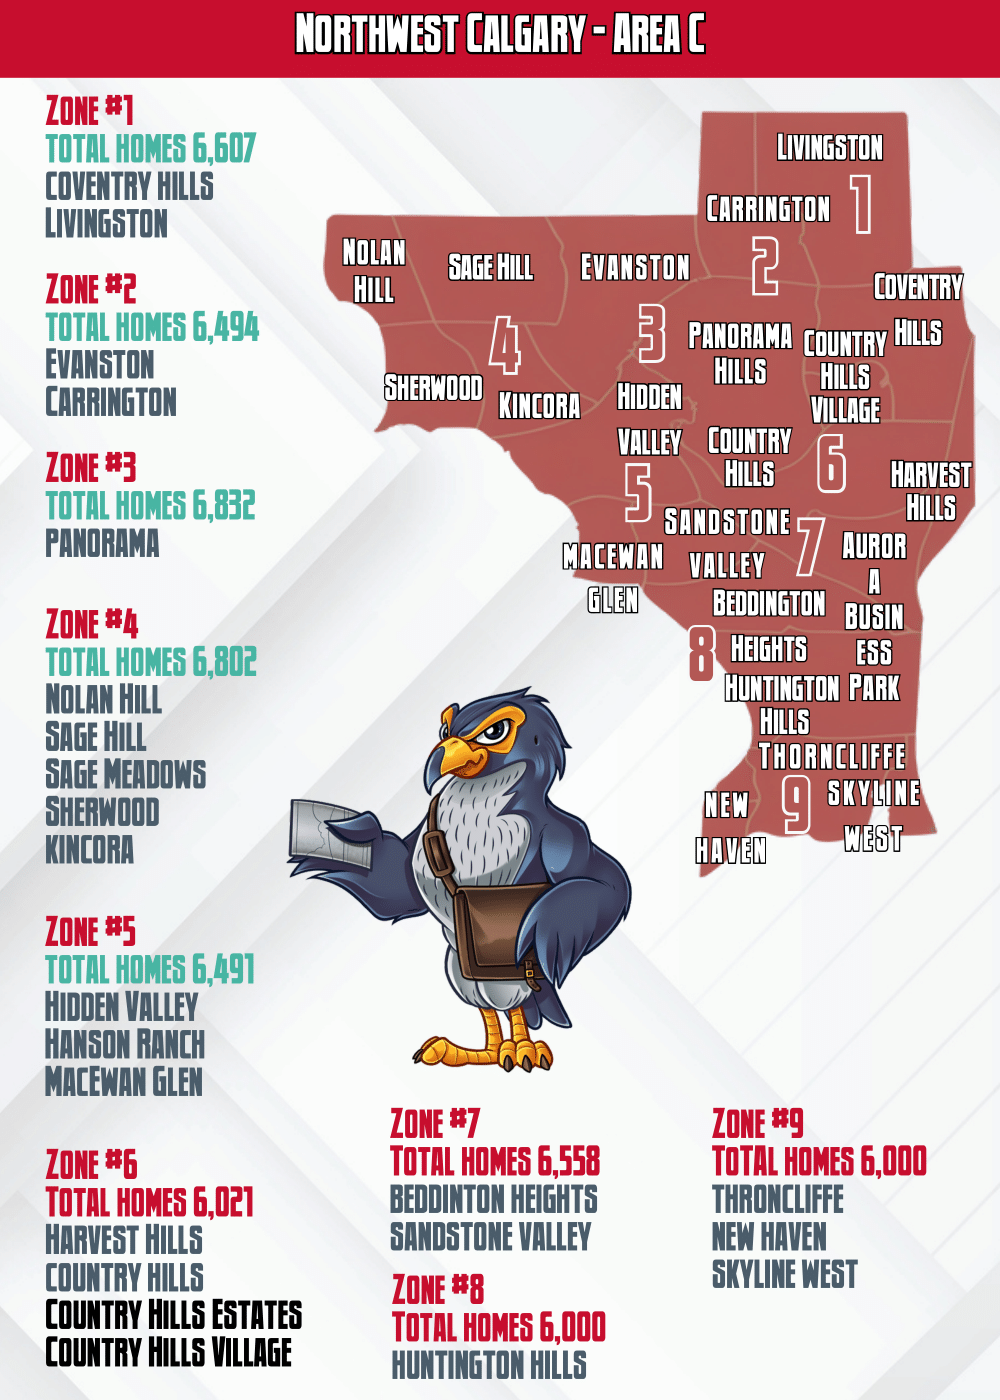 Northwest Calgary - Area C
Zone #1
Total homes 6,607
Coventry Hills
Livingston
Zone #2
Total homes 6,494
Evanston
Carrington
Zone #3
Total homes 6,832
Panorama
Zone #4
Total homes 6,802
Nolan Hill
Sage Hill
Sage Meadows
Sherwood
Kincora
Zone #5
Total homes 6,491
Hidden Valley
Hanson Ranch
MacEwan Glen
Zone #6
Total homes 6,021
Harvest Hills
Country Hills
Country Hills Estates
Country Hills Village
Zone #7
Total homes 6,558
Beddinton Heights
Sandstone Valley
Zone #8
Total homes 6,000
Huntington Hills
Zone #9
Total homes 6,000
Throncliffe
New Haven
Skyline West
Livingston
1
Carrington
2
Nolan
Hill
Sage Hill
Evanston
Coventry
Hills
3
4
Panorama
Hills
Country
Hills
Village
Sherwood
Kincora
Hidden
Valley
5
Country
Hills
6
Harvest
Hills
Sandstone
Valley
7
Macewan
Glen
Auror
a
Busin
ess
Park
Beddington
Heights
8
Huntington
Hills
Thorncliffe
New
Haven
9
Skyline
West